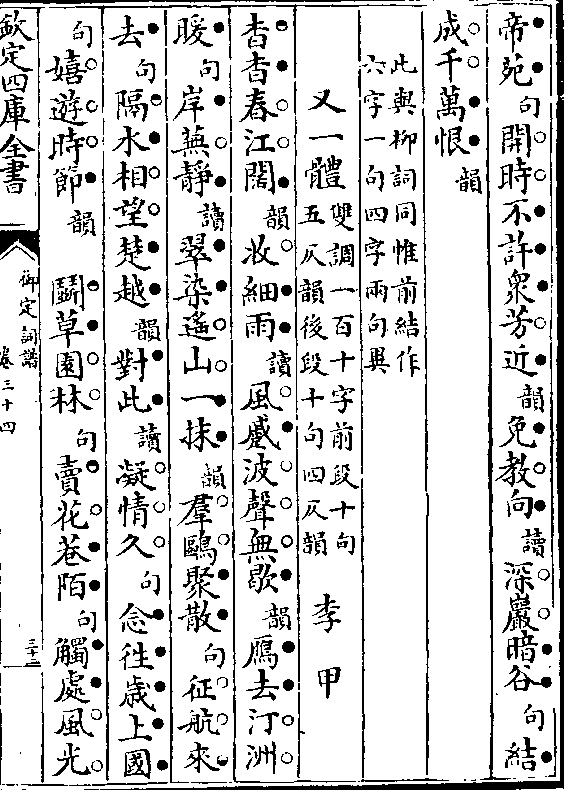 帝苑句開時不許衆芳近韻免教向讀深巖暗谷句結
成千萬恨韻
此與柳詞同惟前結作
六字一句四字兩句異
又一體雙調一百十字前段十句
五仄韻後段十句四仄韻
李甲
杳杳春江闊韻收細雨讀風蹙波聲無歇韻鴈去汀洲
暖句岸蕪靜讀翠染遙山一抹韻羣鷗聚散句征航來
去句隔水相望楚越韻對此讀凝情久句念徃歲上國
句嬉遊時節韻 鬭草園林句賣花巷陌句觸處風光
欽定四庫全書
御定詞譜
卷三十四
三十二